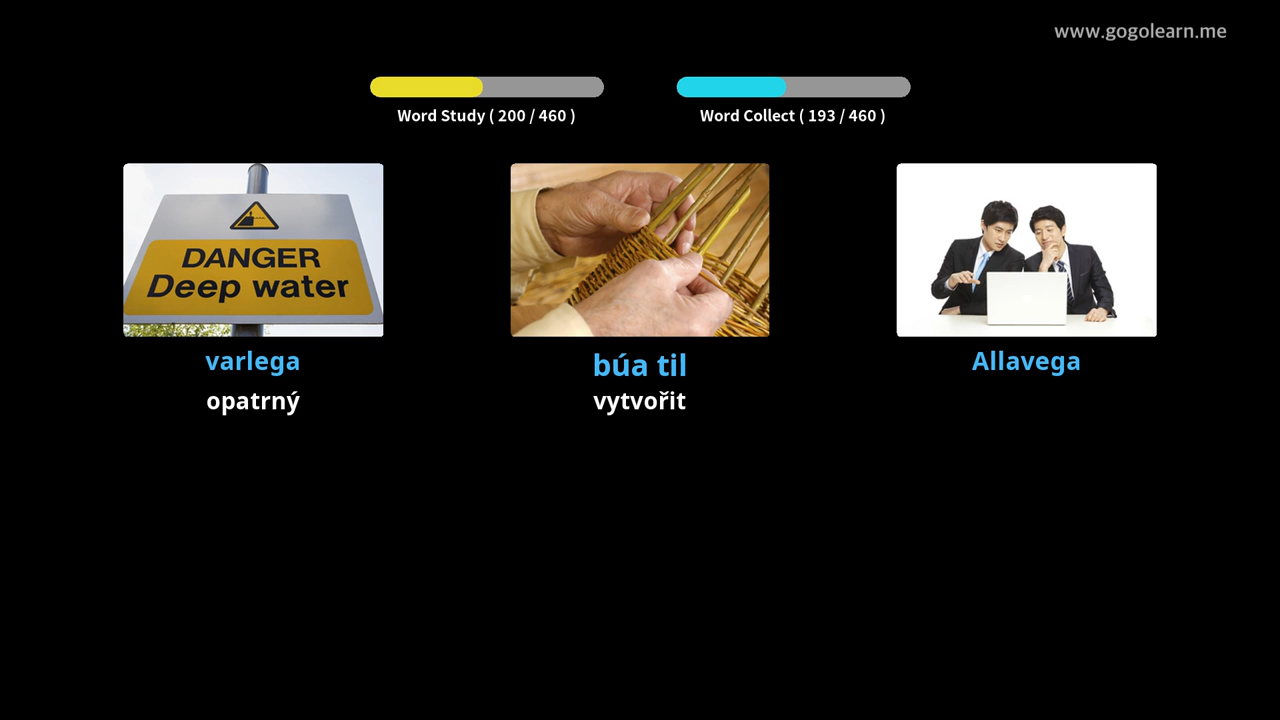 www.gogolearn.me
Word Study ( 200 / 460 )
Word Collect ( 193 / 460 )
DANGER
Deep water
varlega
búa til
Allavega
opatrný
vytvořit